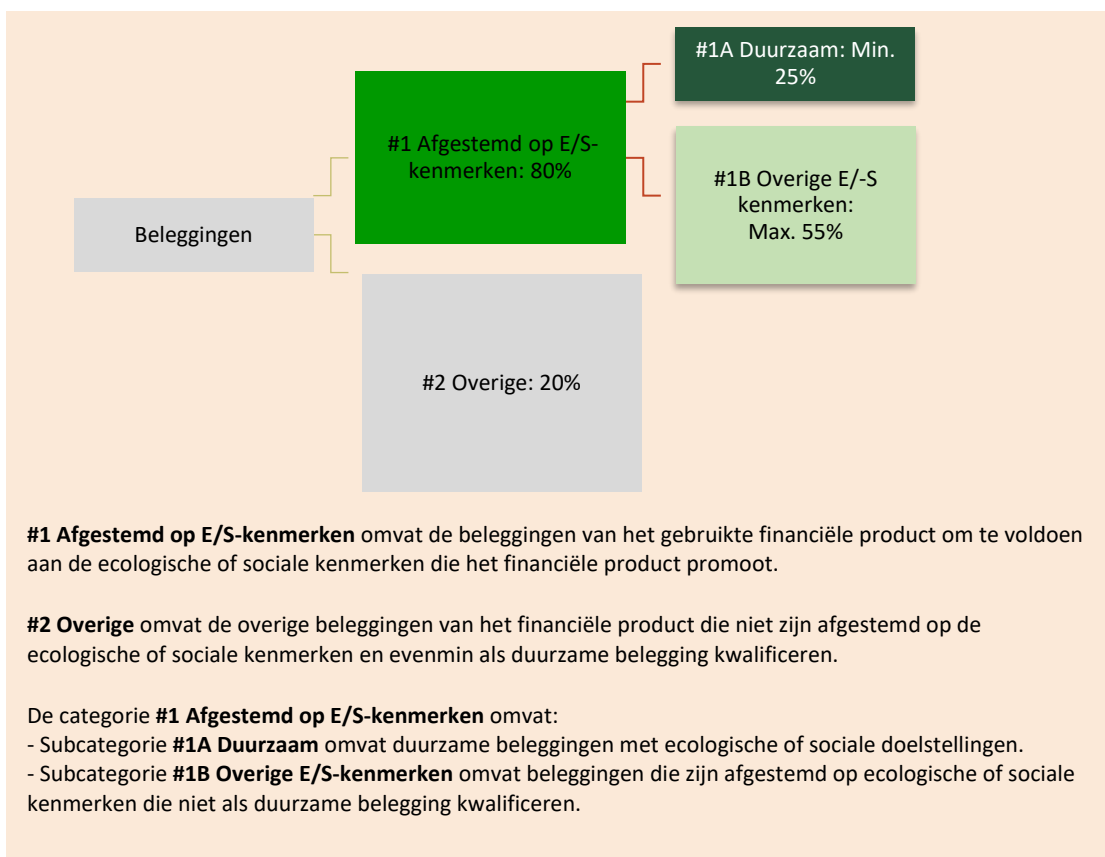 #1A Duurzaam: Min.
25%
#1 Afgestemd op E/S-
kenmerken: 80%
#1B Overige E/-S
kenmerken:
Max. 55%
Beleggingen
#2 Overige: 20%
#1 Afgestemd op E/S-kenmerken omvat de beleggingen van het gebruikte financiële product om te voldoen
aan de ecologische of sociale kenmerken die het financiële product promoot.
#2 Overige omvat de overige beleggingen van het financiële product die niet zijn afgestemd op de
ecologische of sociale kenmerken en evenmin als duurzame belegging kwalificeren.
De categorie #1 Afgestemd op E/S-kenmerken omvat:
- Subcategorie #1A Duurzaam omvat duurzame beleggingen met ecologische of sociale doelstellingen.
- Subcategorie #1B Overige E/S-kenmerken omvat beleggingen die zijn afgestemd op ecologische of sociale
kenmerken die niet als duurzame belegging kwalificeren.